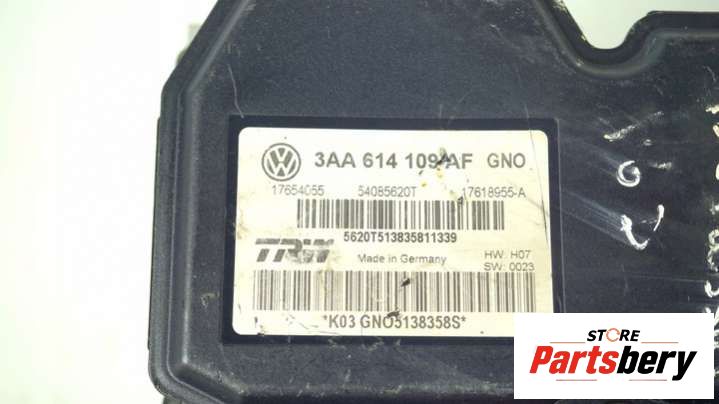 3AA 614 109 AF GNO
17654055 54085620T 17618955-A
5620T513835811339
TRW Made in Germany HW: H07
SW: 0023
*K03 GNO5138358S*
STORE
Partsbery